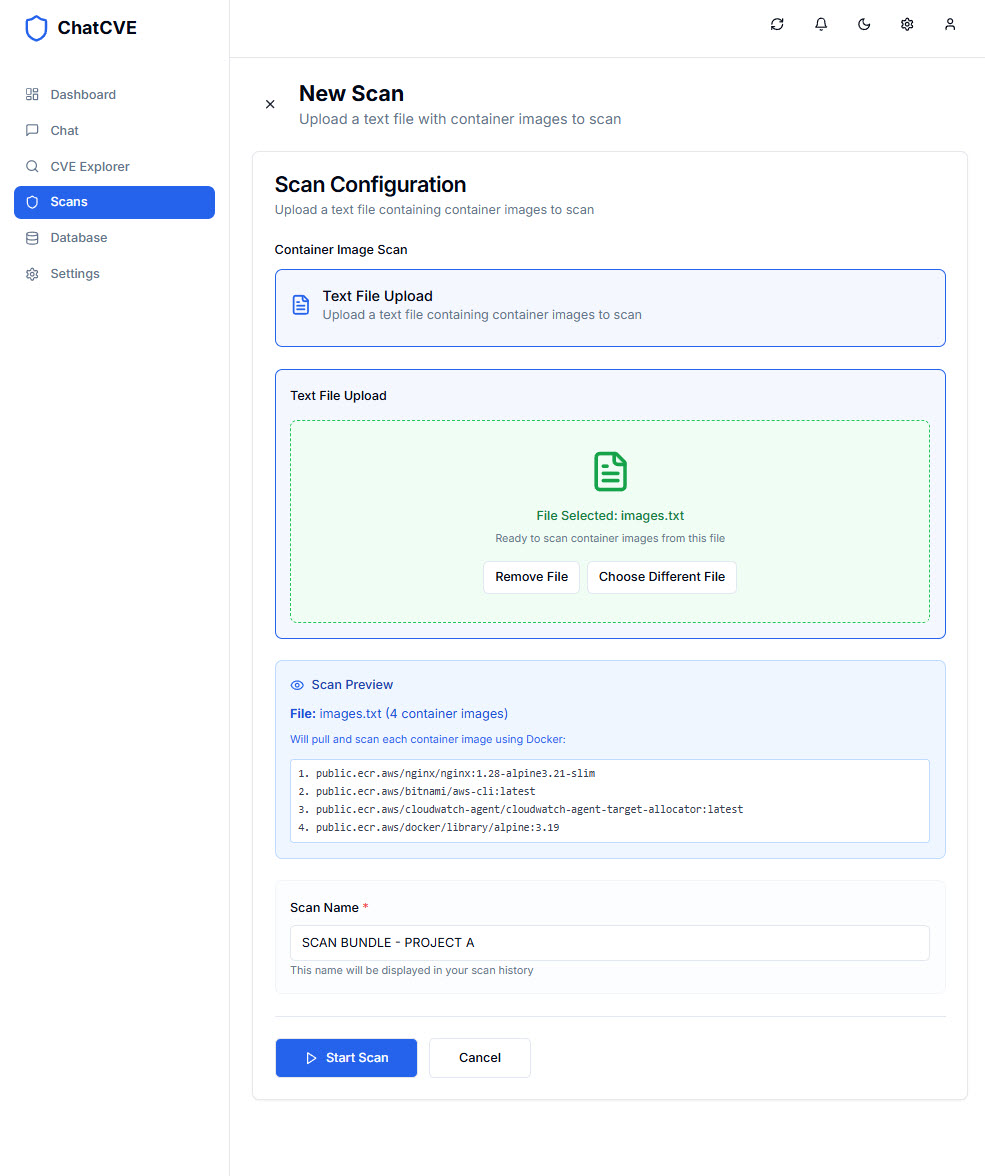 ChatCVE
Dashboard
Chat
CVE Explorer
Scans
Database
Settings
New Scan
Upload a text file with container images to scan
Scan Configuration
Upload a text file containing container images to scan
Container Image Scan
Text File Upload
Upload a text file containing container images to scan
Text File Upload
File Selected: images.txt
Ready to scan container images from this file
Remove File
Choose Different File
Scan Preview
File: images.txt (4 container images)
Will pull and scan each container image using Docker:
1. public.ecr.aws/nginx/nginx:1.28-alpine3.21-slim
2. public.ecr.aws/bitnami/aws-cli:latest
3. public.ecr.aws/cloudwatch-agent/cloudwatch-agent-target-allocator:latest
4. public.ecr.aws/docker/library/alpine:3.19
Scan Name *
SCAN BUNDLE - PROJECT A
This name will be displayed in your scan history
Start Scan
Cancel